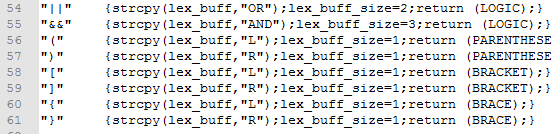 54 "||" {strcpy(lex_buff,"OR");lex_buff_size=2;return (LOGIC);}
55 "&&" {strcpy(lex_buff,"AND");lex_buff_size=3;return (LOGIC);}
56 "(" {strcpy(lex_buff,"L");lex_buff_size=1;return (PARENTHESE
57 ")" {strcpy(lex_buff,"R");lex_buff_size=1;return (PARENTHESE
58 "[" {strcpy(lex_buff,"L");lex_buff_size=1;return (BRACKET);}
59 "]" {strcpy(lex_buff,"R");lex_buff_size=1;return (BRACKET);}
60 "{" {strcpy(lex_buff,"L");lex_buff_size=1;return (BRACE);}
61 "}" {strcpy(lex_buff,"R");lex_buff_size=1;return (BRACE);}